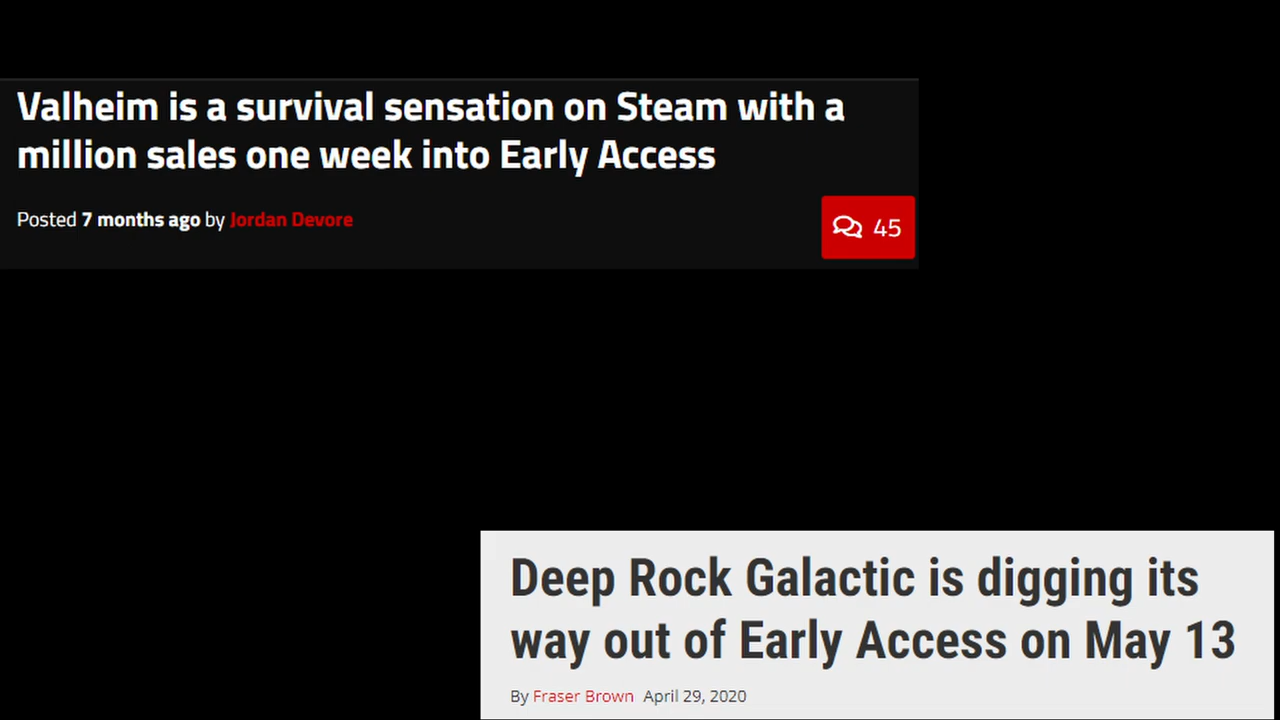 Valheim is a survival sensation on Steam with a
million sales one week into Early Access
Posted 7 months ago by Jordan Devore
45
Deep Rock Galactic is digging its
way out of Early Access on May 13
By Fraser Brown April 29, 2020